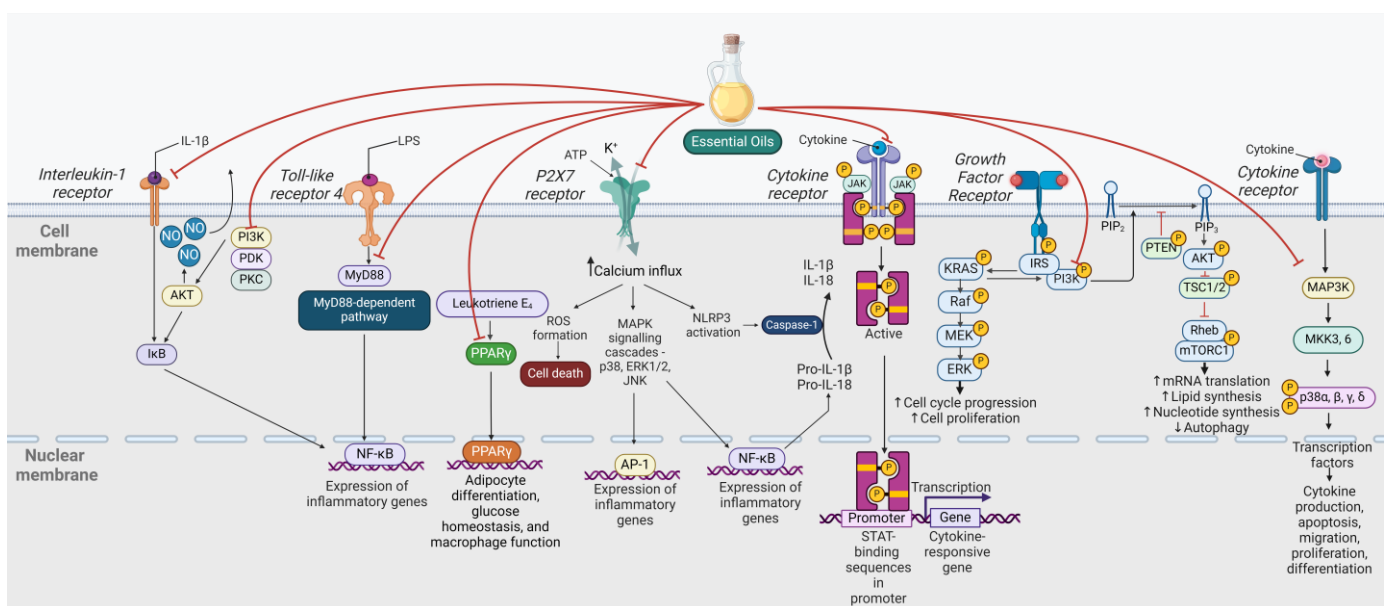 Essential Oils
IL-1β
Interleukin-1
receptor
NO
NO
NO
PI3K
PDK
PKC
AKT
IκB
LPS
Toll-like
receptor 4
MyD88
MyD88-dependent
pathway
NF-κB
Expression of
inflammatory genes
Leukotriene E₄
PPARγ
PPARγ
Adipocyte
differentiation,
glucose
homeostasis, and
macrophage function
K⁺
ATP
P2X7
receptor
↑Calcium influx
ROS
formation
Cell death
MAPK
signalling
cascades -
p38, ERK1/2,
JNK
AP-1
Expression of
inflammatory
genes
NLRP3
activation
Caspase-1
IL-1β
IL-18
Pro-IL-1β
Pro-IL-18
NF-κB
Expression of
inflammatory
genes
Cytokine
Cytokine
receptor
P
P
JAK
JAK
P
P
P
P
P
P
Active
P
P
Promoter
Transcription
Gene
STAT-
binding
sequences
in
promoter
Cytokine-
responsive
gene
Growth
Factor
Receptor
IRS
P
PI3K
P
KRAS
P
Raf
P
MEK
P
ERK
P
↑Cell cycle progression
↑Cell proliferation
PIP₂
PIP₃
PTEN
P
AKT
P
TSC1/2
P
Rheb
mTORC1
P
↑mRNA translation
↑Lipid synthesis
↑Nucleotide synthesis
↓Autophagy
Cytokine
Cytokine
receptor
MAP3K
MKK3, 6
P
P
p38α, β, γ, δ
Transcription
factors
Cytokine
production,
apoptosis,
migration,
proliferation,
differentiation
Cell
membrane
Nuclear
membrane